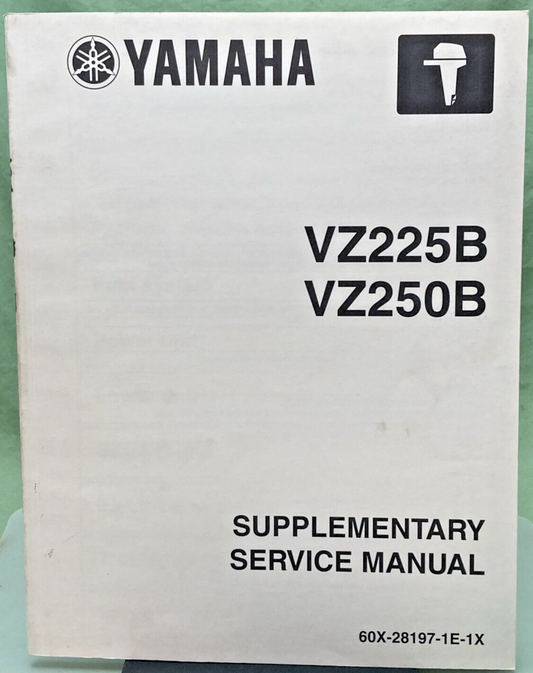 YAMAHA
VZ225B
VZ250B
SUPPLEMENTARY
SERVICE MANUAL
60X-28197-1E-1X